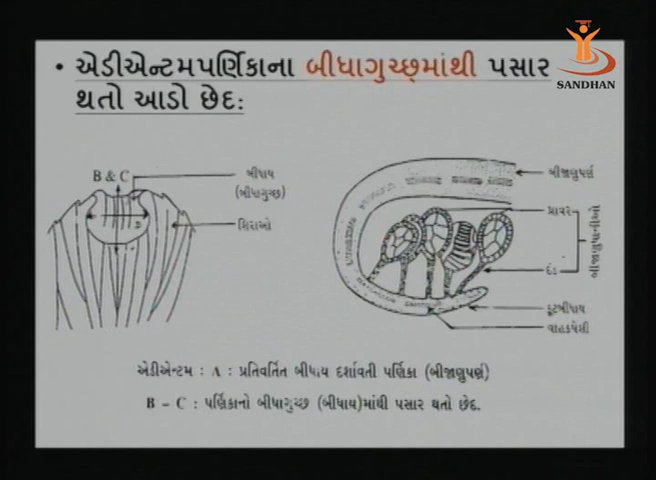 SANDHAN
• એડીએન્ટમપર્ણિકાના બીધાગુચ્છમાંથી પસાર
થતો આડો છેદ:
B & C
બીધાય
(બીધાગુચ્છ)
શિરાઓ
બીજાણુપર્ણ
પ્રાવર
દંડ
બીજાણુધાનીઓ
કૂટબીધાય
વાહકપેશી
એડીએન્ટમ : A : પ્રતિવર્તિત બીધાય દર્શાવતી પર્ણિકા (બીજાણુપર્ણ)
B – C : પર્ણિકાનો બીધાગુચ્છ (બીધાય)માંથી પસાર થતો છેદ.